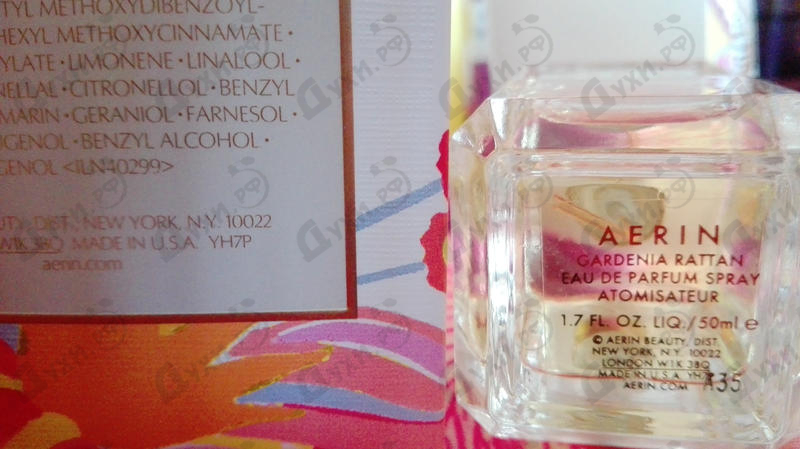 TYL METHOXYDIBENZOYL-
HEXYL METHOXYCINNAMATE •
YLATE • LIMONENE • LINALOOL •
NELLAL • CITRONELLOL • BENZYL
MARIN • GERANIOL • FARNESOL •
UGENOL • BENZYL ALCOHOL •
GENOL <ILN40299>
UTY, DIST. NEW YORK, N.Y. 10022
W1K 3BQ MADE IN U.S.A. YH7P
aerin.com
AERIN
GARDENIA RATTAN
EAU DE PARFUM SPRAY
ATOMISATEUR
1.7 FL. OZ. LIQ./50ml e
© AERIN BEAUTY, DIST.
NEW YORK, N.Y. 10022
LONDON W1K 3BQ
MADE IN U.S.A.
AERIN.COM A35
Духи.РФ